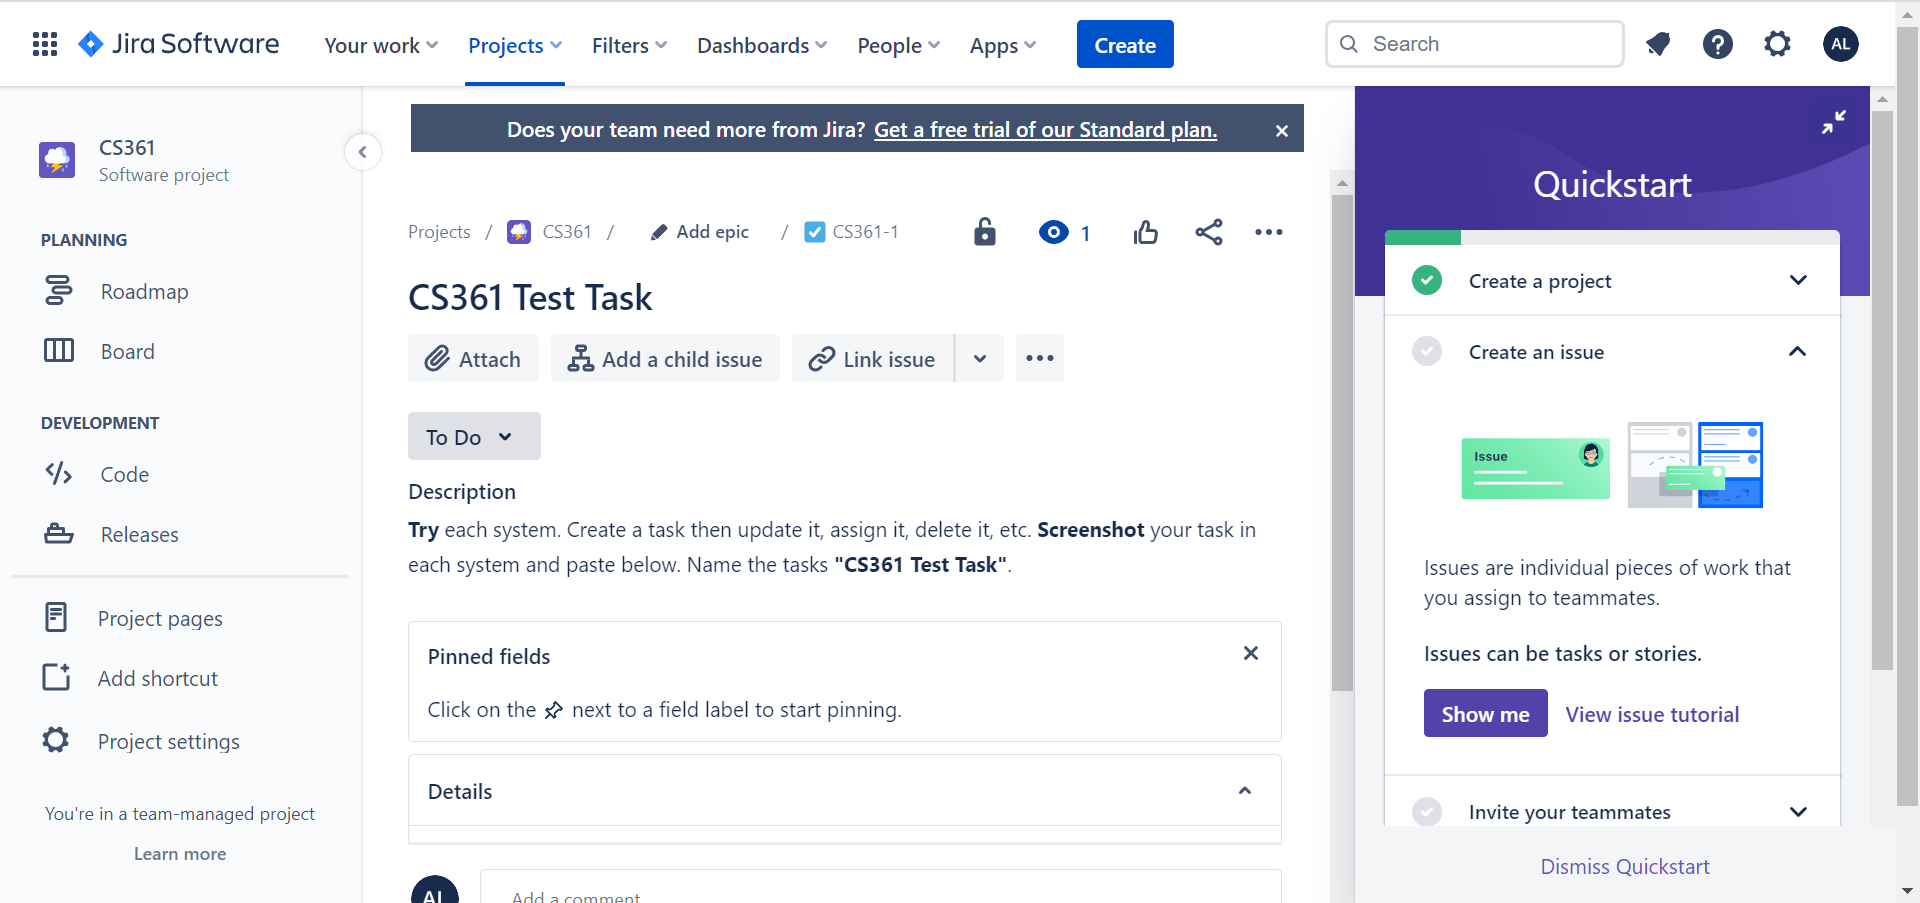 Jira Software
Your work
Projects
Filters
Dashboards
People
Apps
Create
Search
AL
CS361
Software project
PLANNING
Roadmap
Board
DEVELOPMENT
Code
Releases
Project pages
Add shortcut
Project settings
You're in a team-managed project
Learn more
Does your team need more from Jira? Get a free trial of our Standard plan.
Projects / CS361 / Add epic / CS361-1
1
CS361 Test Task
Attach
Add a child issue
Link issue
To Do
Description
Try each system. Create a task then update it, assign it, delete it, etc. Screenshot your task in
each system and paste below. Name the tasks "CS361 Test Task".
Pinned fields
Click on the next to a field label to start pinning.
Details
AL
Add a comment
Quickstart
Create a project
Create an issue
Issue
Issues are individual pieces of work that
you assign to teammates.
Issues can be tasks or stories.
Show me
View issue tutorial
Invite your teammates
Dismiss Quickstart